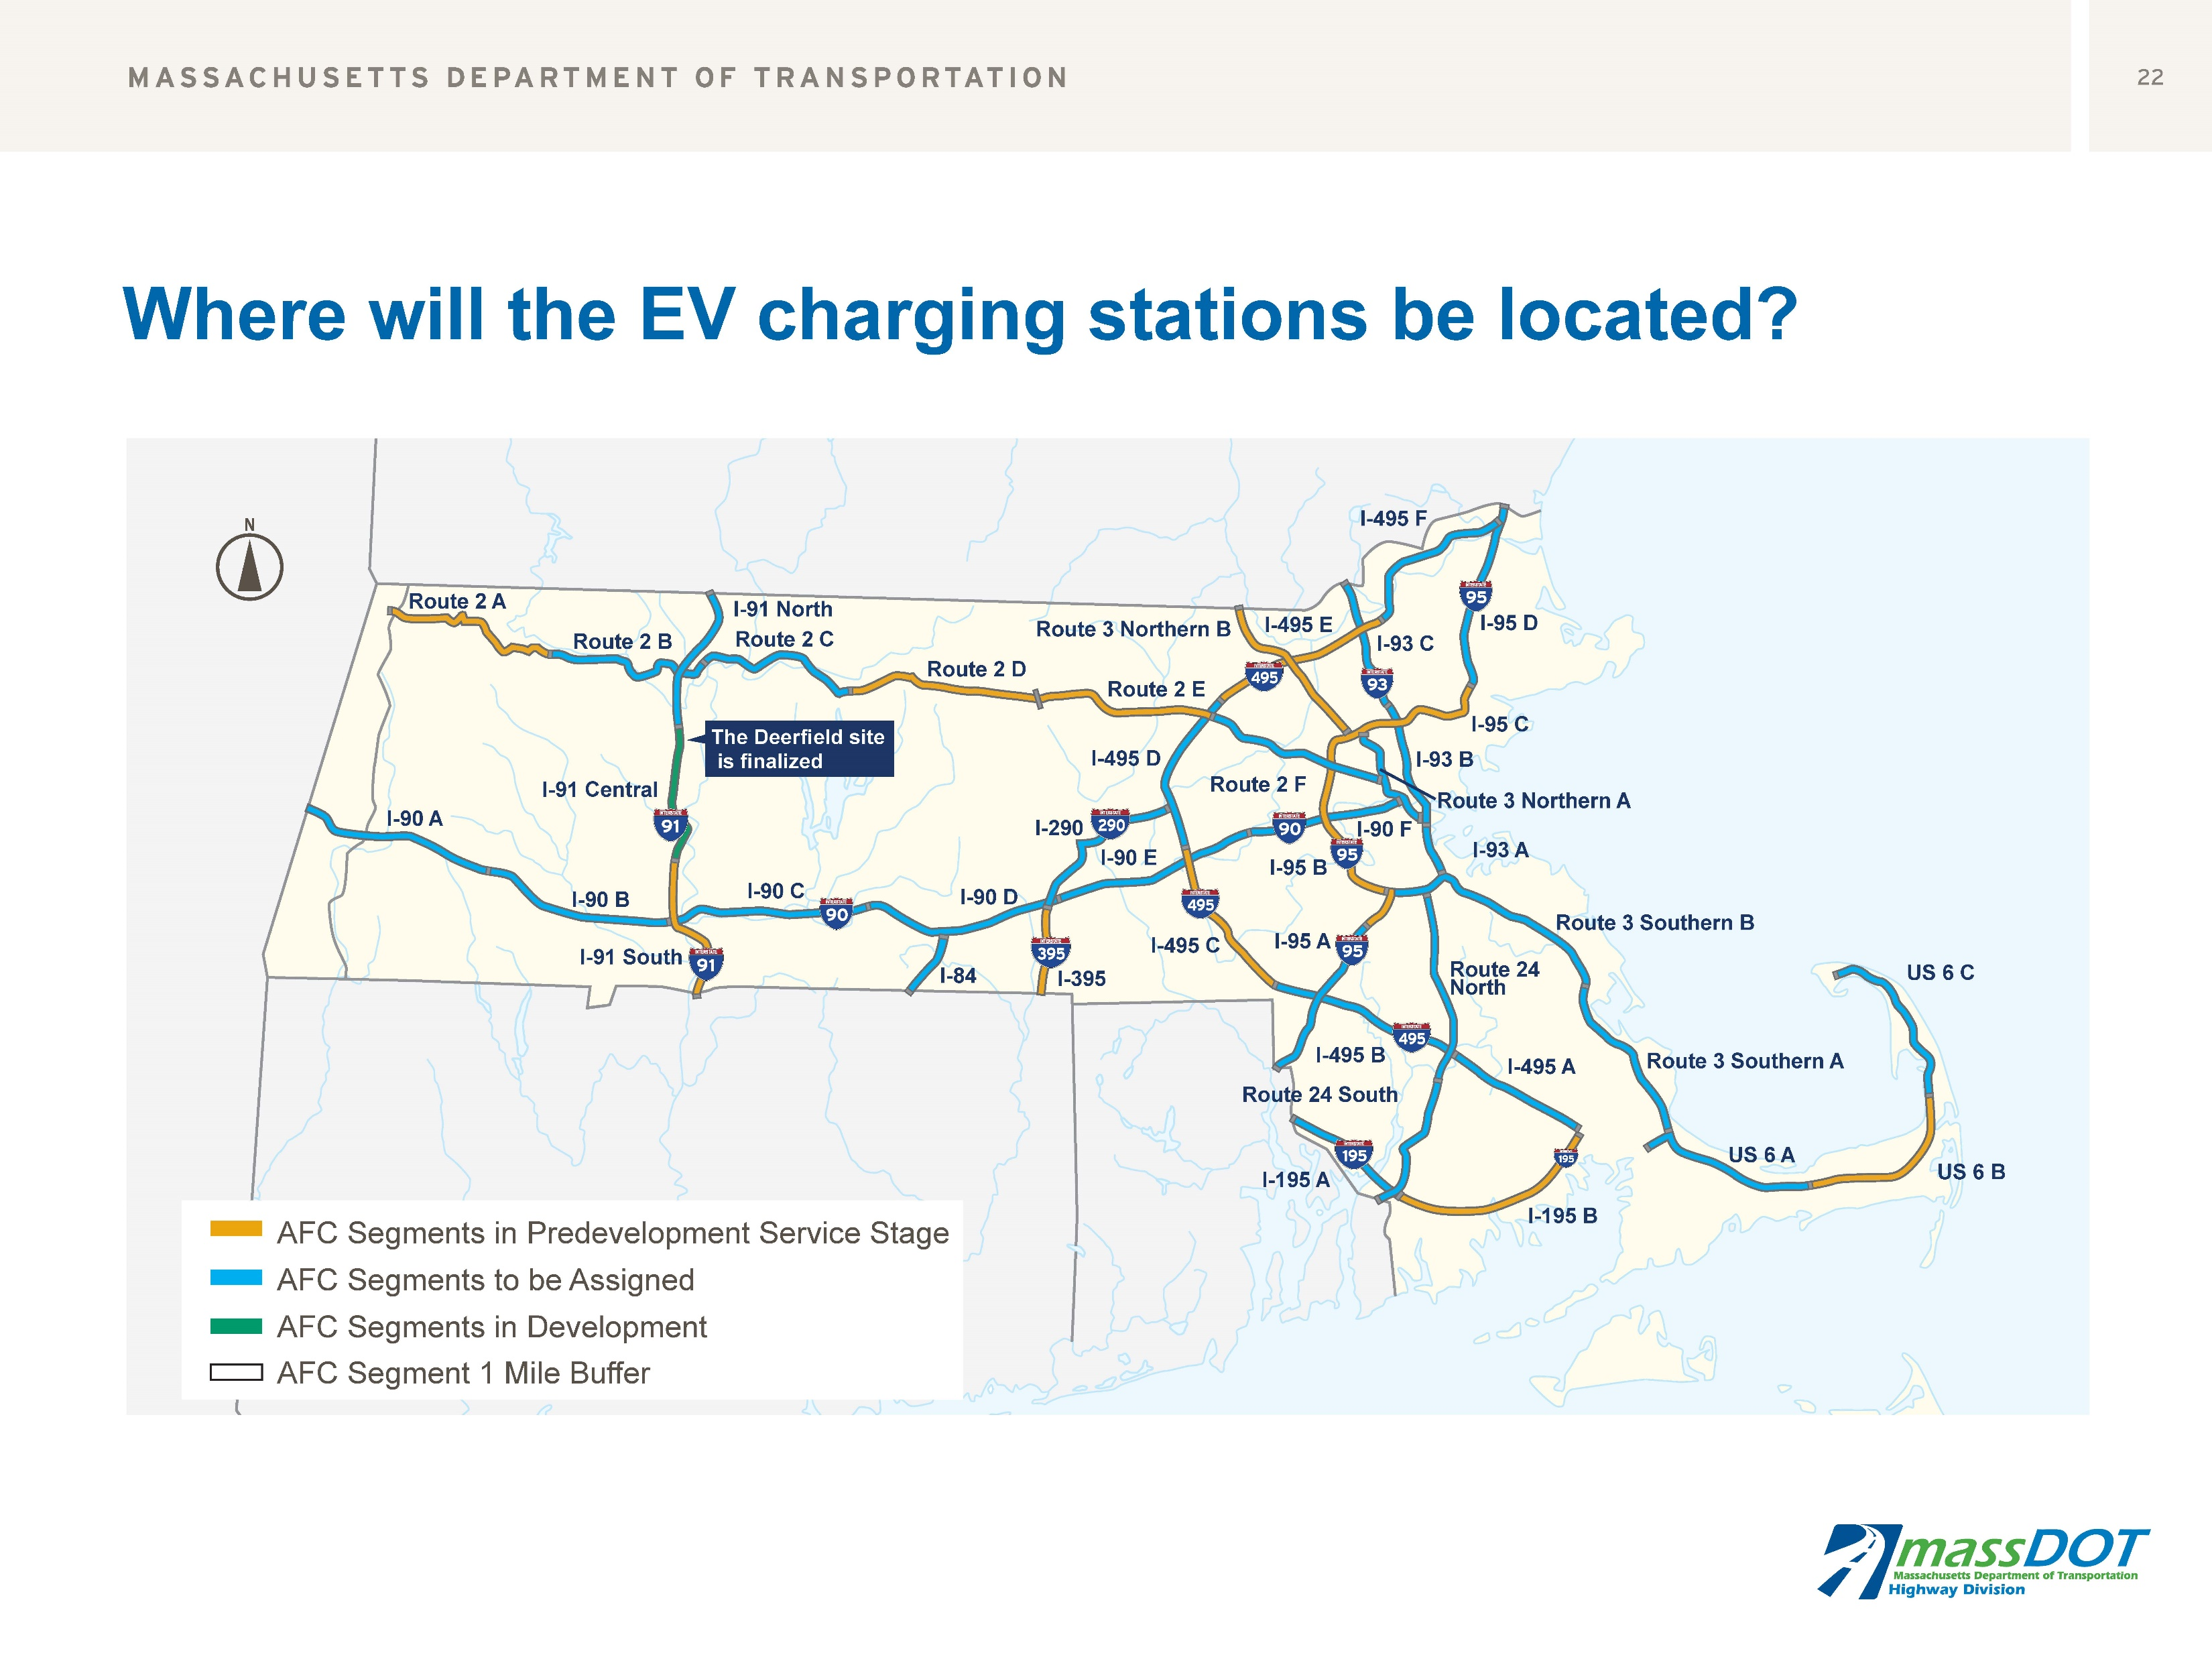 MASSACHUSETTS DEPARTMENT OF TRANSPORTATION
22
Where will the EV charging stations be located?
N
I-495 F
95
Route 2 A
I-91 North
Route 3 Northern B
I-495 E
I-95 D
Route 2 B
Route 2 C
I-93 C
Route 2 D
495
93
Route 2 E
I-95 C
The Deerfield site
is finalized
I-495 D
I-93 B
I-91 Central
Route 2 F
Route 3 Northern A
I-90 A
INTERSTATE
91
I-290
290
90
I-90 F
I-90 E
95
I-93 A
I-95 B
I-90 B
I-90 C
90
I-90 D
495
Route 3 Southern B
I-91 South
91
395
I-495 C
I-95 A
95
I-84
I-395
Route 24
North
US 6 C
495
I-495 B
I-495 A
Route 3 Southern A
Route 24 South
195
195
US 6 A
I-195 A
US 6 B
I-195 B
AFC Segments in Predevelopment Service Stage
AFC Segments to be Assigned
AFC Segments in Development
AFC Segment 1 Mile Buffer
massDOT
Massachusetts Department of Transportation
Highway Division